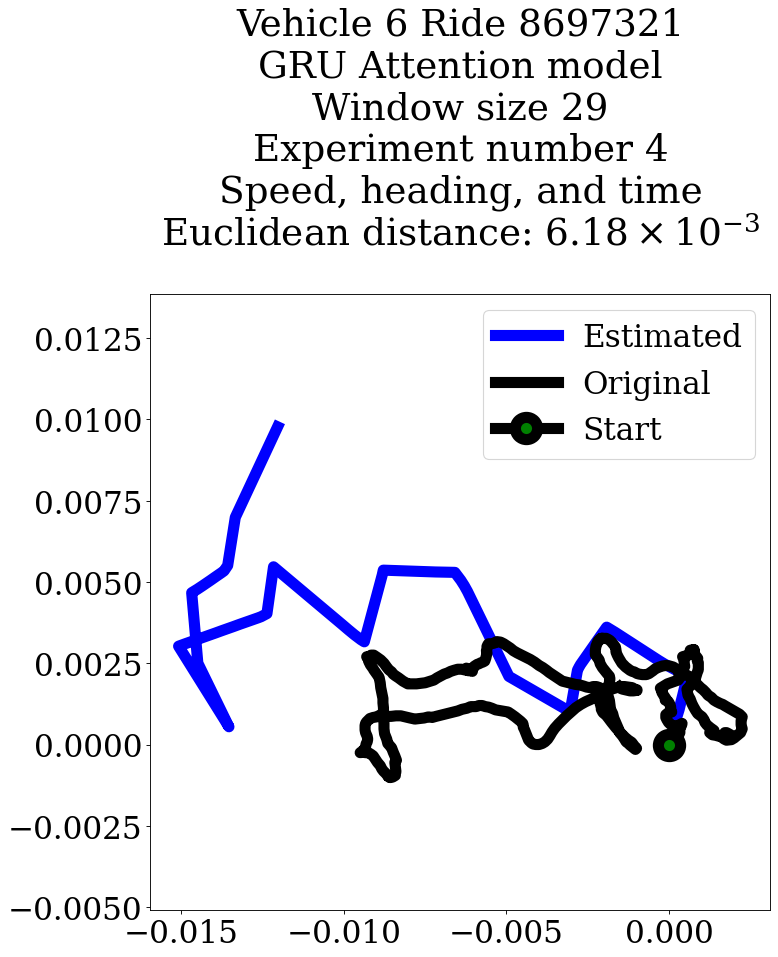 Vehicle 6 Ride 8697321
GRU Attention model
Window size 29
Experiment number 4
Speed, heading, and time
Euclidean distance: 6.18 × 10⁻³
Estimated
Original
Start
0.0125
0.0100
0.0075
0.0050
0.0025
0.0000
−0.0025
−0.0050
−0.015 −0.010 −0.005 0.000